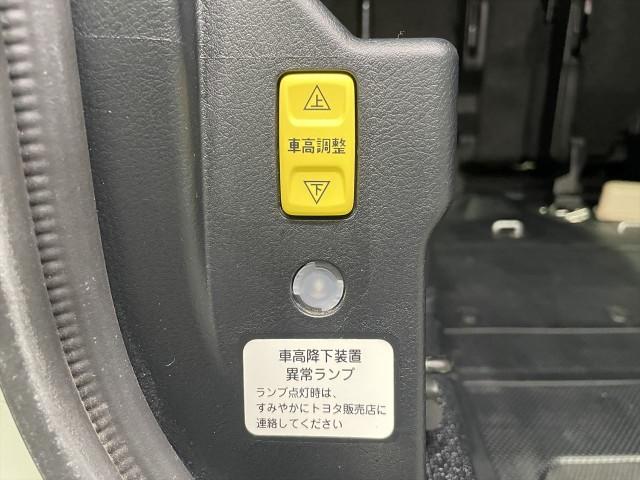 上
車高調整
下
車高降下装置
異常ランプ
ランプ点灯時は、
すみやかにトヨタ販売店に
連絡してください